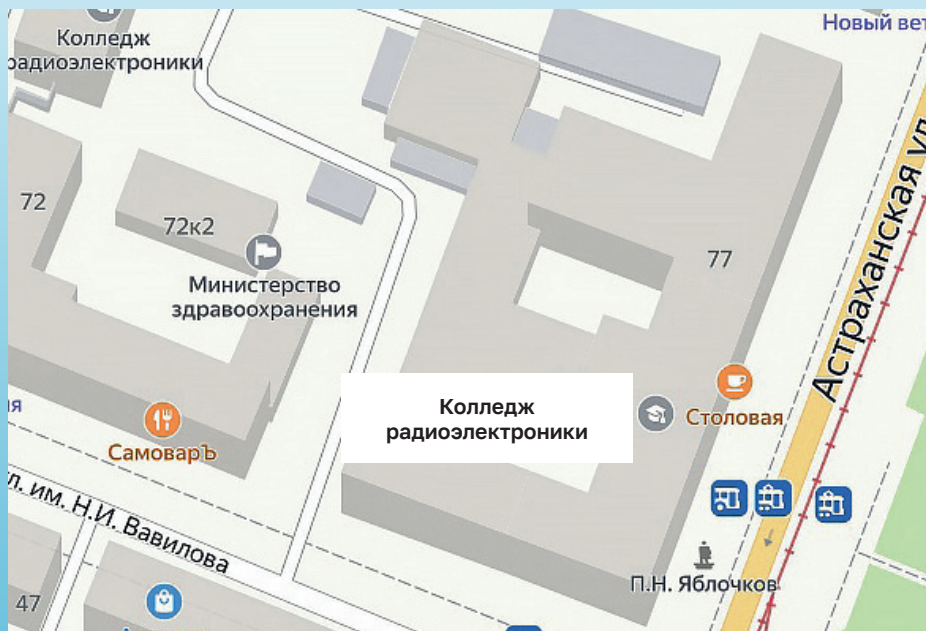 Новый вет
Колледж
радиоэлектроники
72
72к2
Министерство
здравоохранения
77
Астраханская ул.
Колледж
радиоэлектроники
Столовая
СамоварЪ
ия
л. им. Н.И. Вавилова
П.Н. Яблочков
47